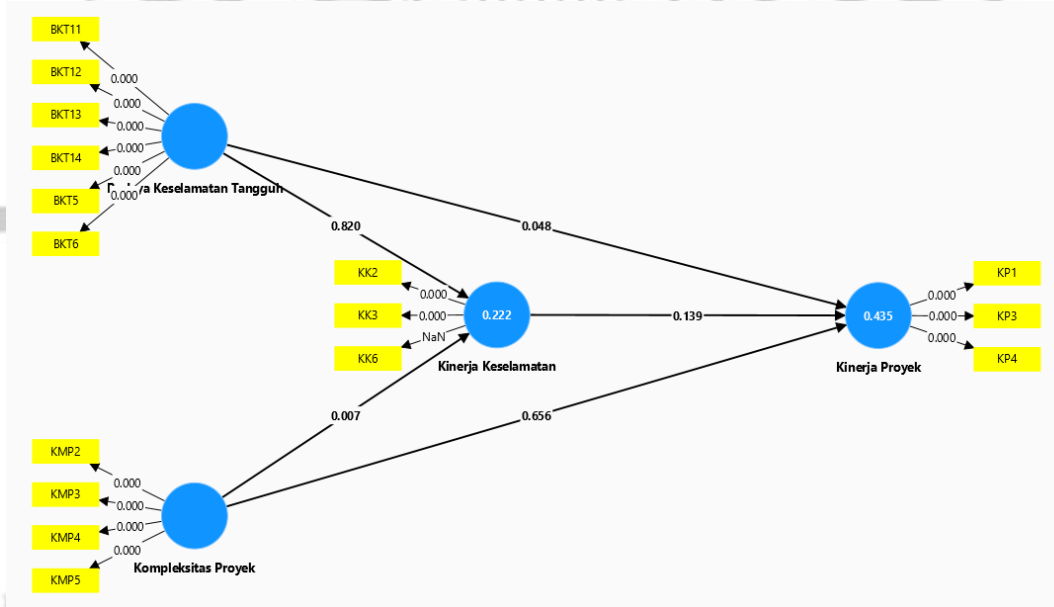 BKT11
0.000
BKT12
0.000
BKT13
0.000
BKT14
0.000
BKT5
0.000
BKT6
0.000
Keselamatan Tangguh
0.820
0.048
KK2
0.000
KK3
0.000
KK6
NaN
0.222
Kinerja Keselamatan
0.139
0.435
Kinerja Proyek
KP1
0.000
KP3
0.000
KP4
0.000
0.007
0.656
KMP2
0.000
KMP3
0.000
KMP4
0.000
KMP5
0.000
Kompleksitas Proyek